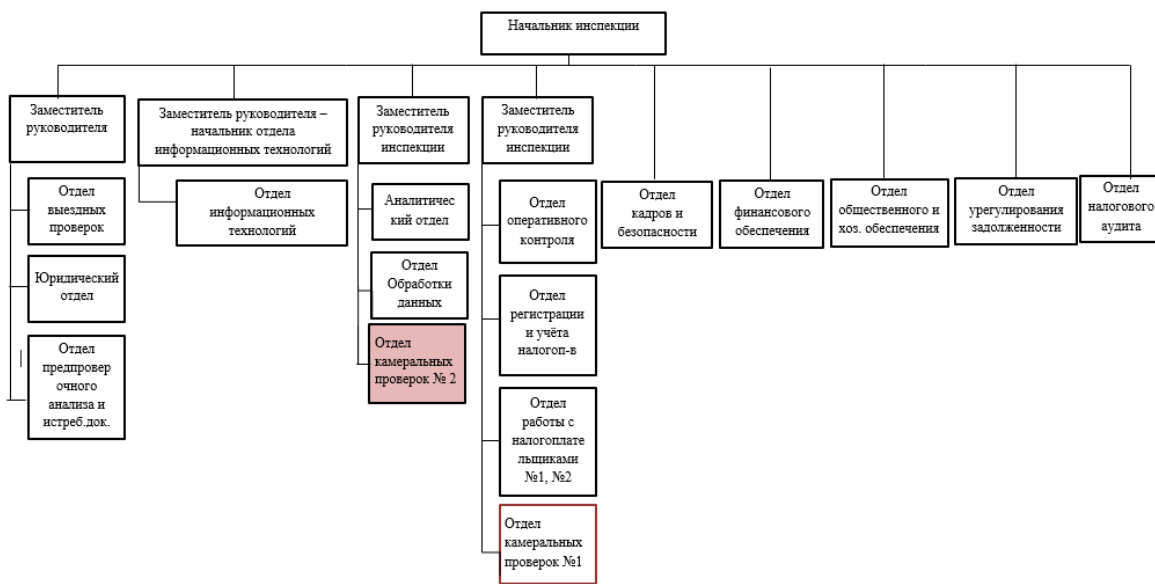 Начальник инспекции
Заместитель
руководителя
Заместитель руководителя –
начальник отдела
информационных технологий
Заместитель
руководителя
инспекции
Заместитель
руководителя
инспекции
Отдел
выездных
проверок
Юридический
отдел
Отдел
предпровер
очного
анализа и
истреб.док.
Отдел
информационных
технологий
Аналитичес
кий отдел
Отдел
Обработки
данных
Отдел
камеральных
проверок № 2
Отдел
оперативного
контроля
Отдел
регистрации
и учёта
налогоп-в
Отдел
работы с
налогоплате
льщиками
№1, №2
Отдел
камеральных
проверок №1
Отдел
кадров и
безопасности
Отдел
финансового
обеспечения
Отдел
общественного и
хоз. обеспечения
Отдел
урегулирования
задолженности
Отдел
налогового
аудита